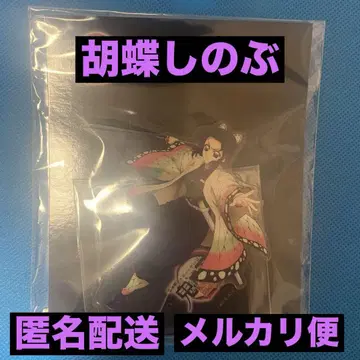 胡蝶しのぶ
匿名配送 メルカリ便